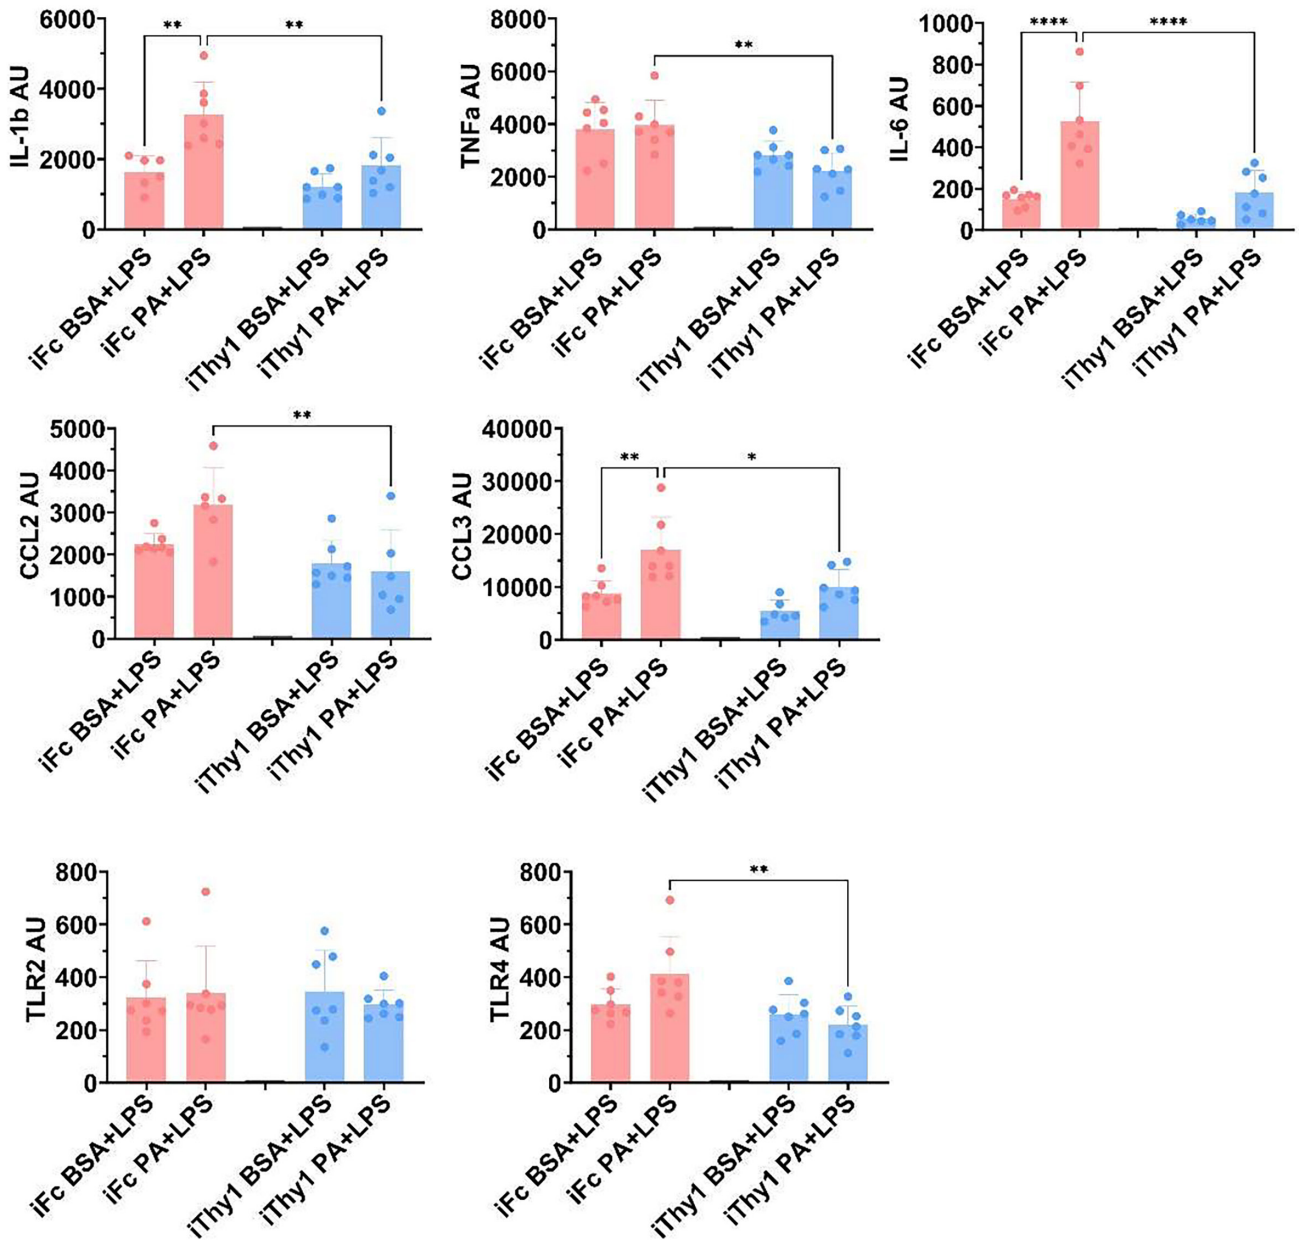 IL-1b AU
6000
4000
2000
0
**
**
iFc BSA+LPS
iFc PA+LPS
iThy1 BSA+LPS
iThy1 PA+LPS
TNFa AU
8000
6000
4000
2000
0
**
iFc BSA+LPS
iFc PA+LPS
iThy1 BSA+LPS
iThy1 PA+LPS
IL-6 AU
1000
800
600
400
200
0
****
****
iFc BSA+LPS
iFc PA+LPS
iThy1 BSA+LPS
iThy1 PA+LPS
CCL2 AU
5000
4000
3000
2000
1000
0
**
iFc BSA+LPS
iFc PA+LPS
iThy1 BSA+LPS
iThy1 PA+LPS
CCL3 AU
40000
30000
20000
10000
0
**
*
iFc BSA+LPS
iFc PA+LPS
iThy1 BSA+LPS
iThy1 PA+LPS
TLR2 AU
800
600
400
200
0
iFc BSA+LPS
iFc PA+LPS
iThy1 BSA+LPS
iThy1 PA+LPS
TLR4 AU
800
600
400
200
0
**
iFc BSA+LPS
iFc PA+LPS
iThy1 BSA+LPS
iThy1 PA+LPS